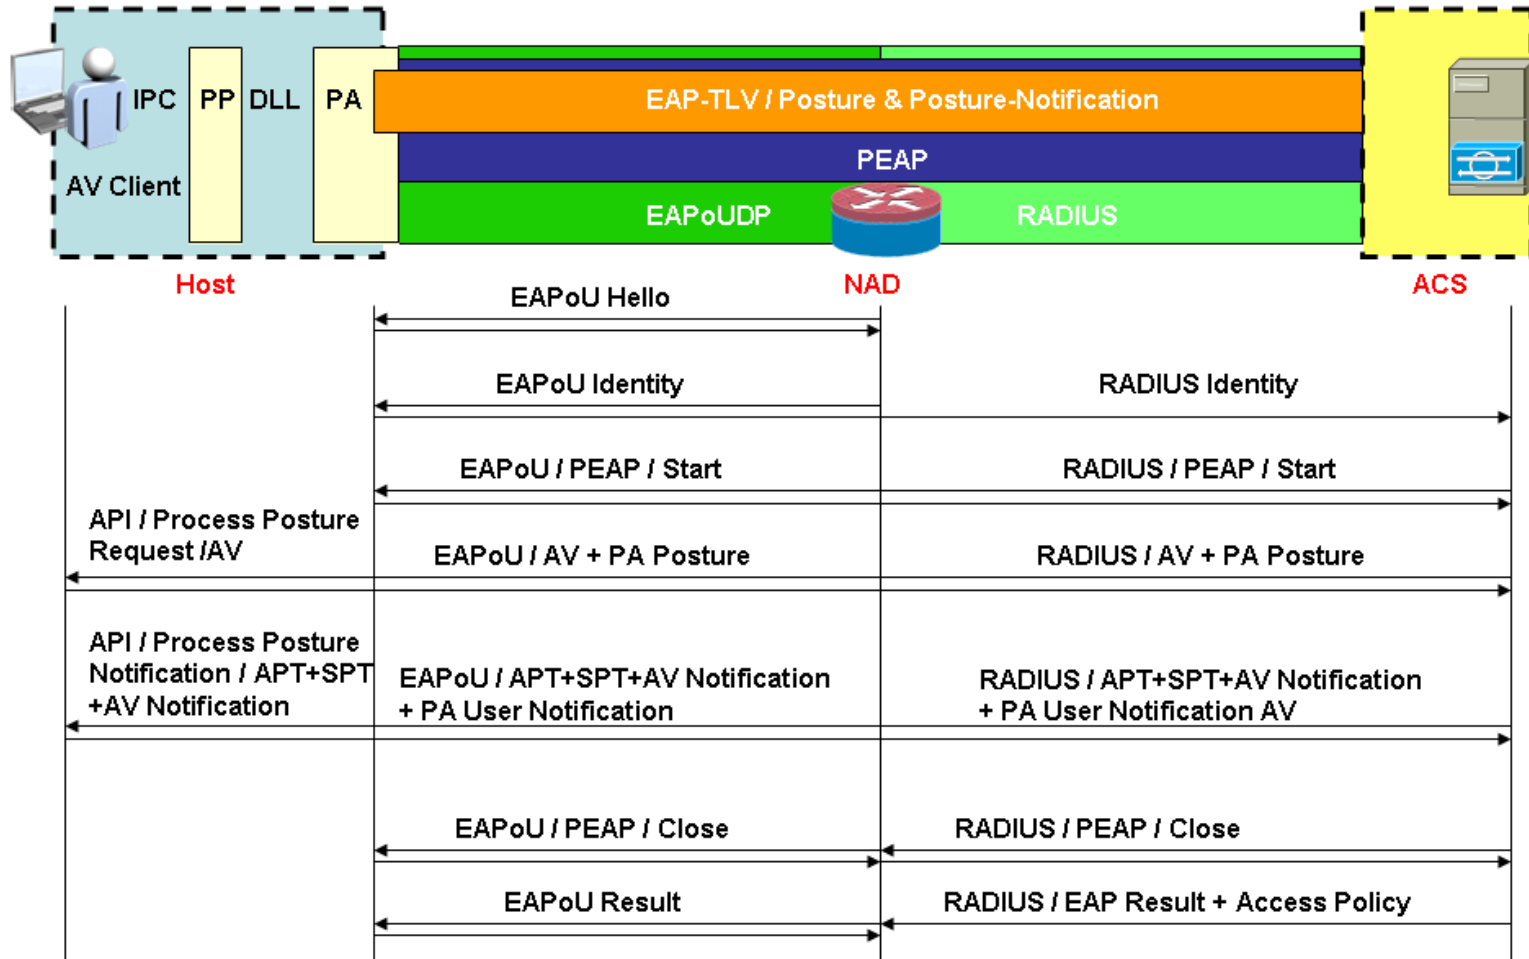 IPC PP DLL PA
EAP-TLV / Posture & Posture-Notification
PEAP
AV Client
EAPoUDP
RADIUS
Host
NAD
ACS
EAPoU Hello
EAPoU Identity
RADIUS Identity
EAPoU / PEAP / Start
RADIUS / PEAP / Start
API / Process Posture
Request /AV
EAPoU / AV + PA Posture
RADIUS / AV + PA Posture
API / Process Posture
Notification / APT+SPT
+AV Notification
EAPoU / APT+SPT+AV Notification
+ PA User Notification
RADIUS / APT+SPT+AV Notification
+ PA User Notification AV
EAPoU / PEAP / Close
RADIUS / PEAP / Close
EAPoU Result
RADIUS / EAP Result + Access Policy